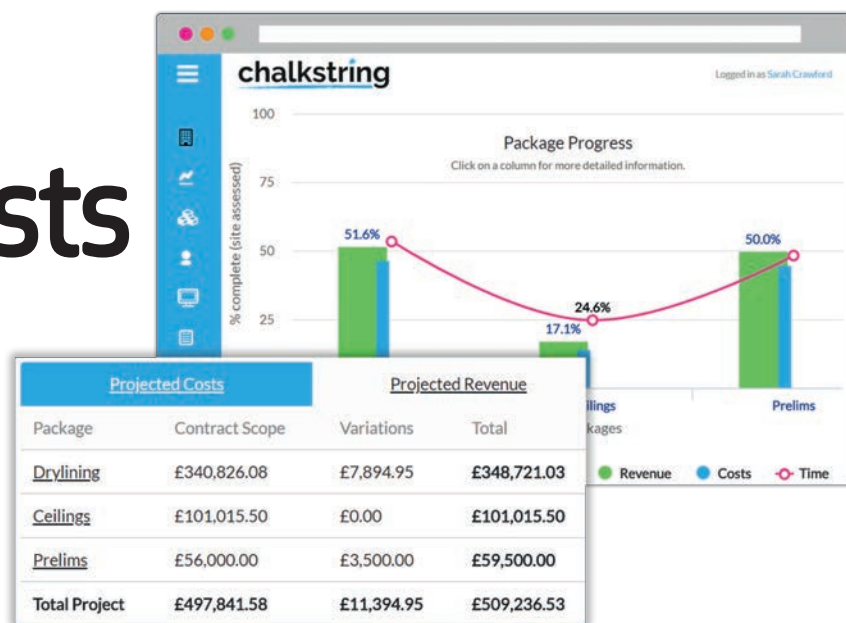 sts
chalkstring
Logged in as Sarah Crawford
Package Progress
Click on a column for more detailed information.
% complete (site assessed)
100
75
50
25
51.6%
24.6%
17.1%
50.0%
ilings
Prelims
kages
Revenue Costs Time
Projected Costs Projected Revenue
Package Contract Scope Variations Total
Drylining £340,826.08 £7,894.95 £348,721.03
Ceilings £101,015.50 £0.00 £101,015.50
Prelims £56,000.00 £3,500.00 £59,500.00
Total Project £497,841.58 £11,394.95 £509,236.53